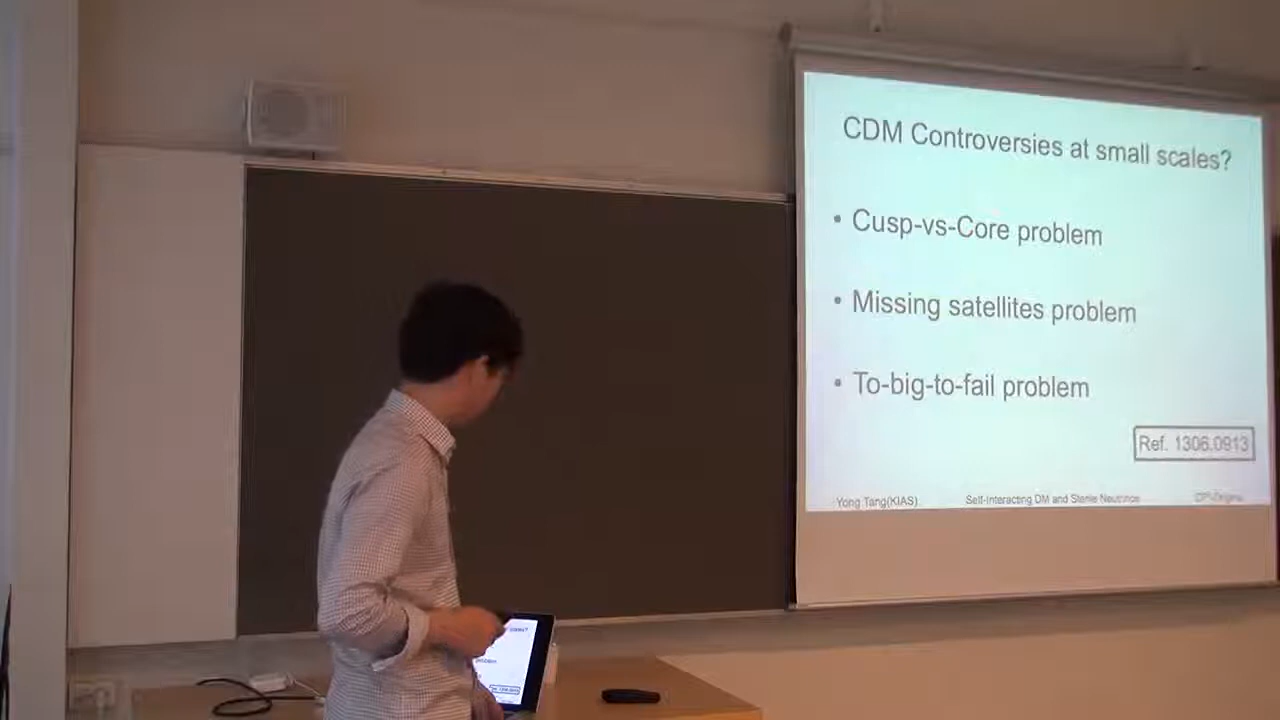 CDM Controversies at small scales?
• Cusp-vs-Core problem
• Missing satellites problem
• To-big-to-fail problem
Ref. 1306.0913
Yong Tang(KIAS) Self-Interacting DM and Sterile Neutrinos
problem